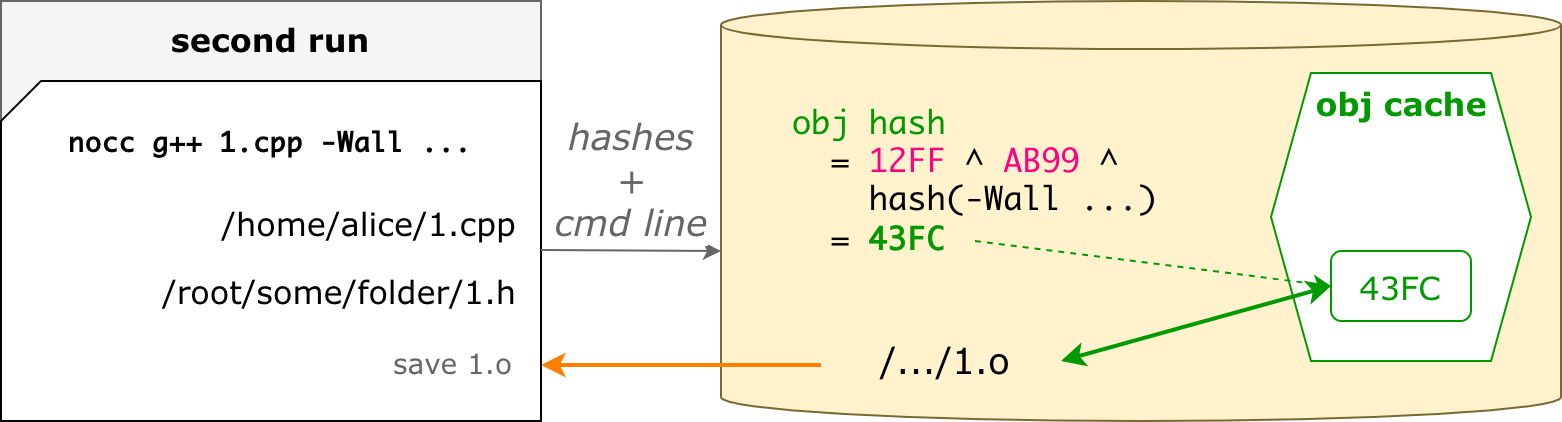 second run
nocc g++ 1.cpp -Wall ...
/home/alice/1.cpp
/root/some/folder/1.h
save 1.o
hashes
+
cmd line
obj hash
= 12FF ^ AB99 ^
hash(-Wall ...)
= 43FC
/.../1.o
obj cache
43FC